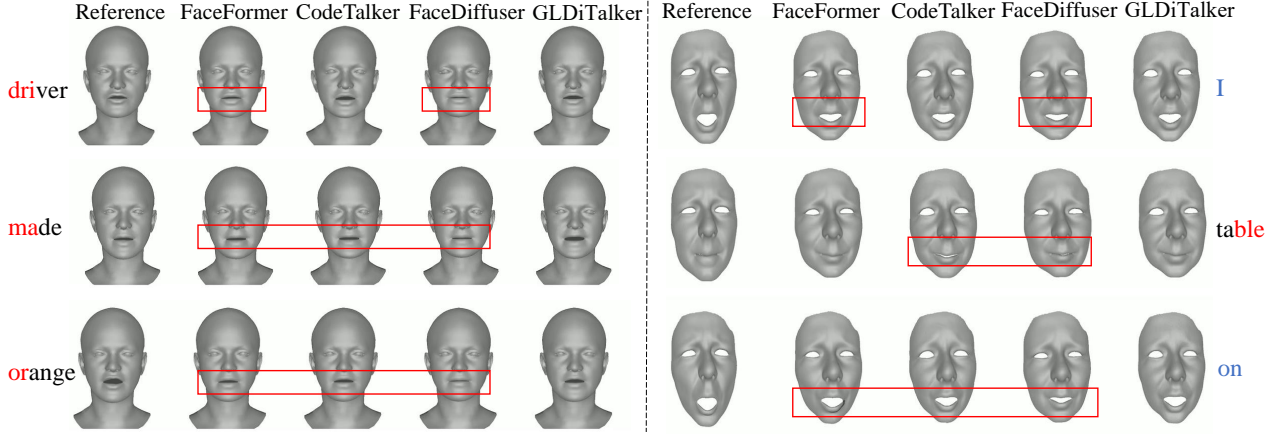 Reference FaceFormer CodeTalker FaceDiffuser GLDiTalker
driver
made
orange
Reference FaceFormer CodeTalker FaceDiffuser GLDiTalker
I
table
on